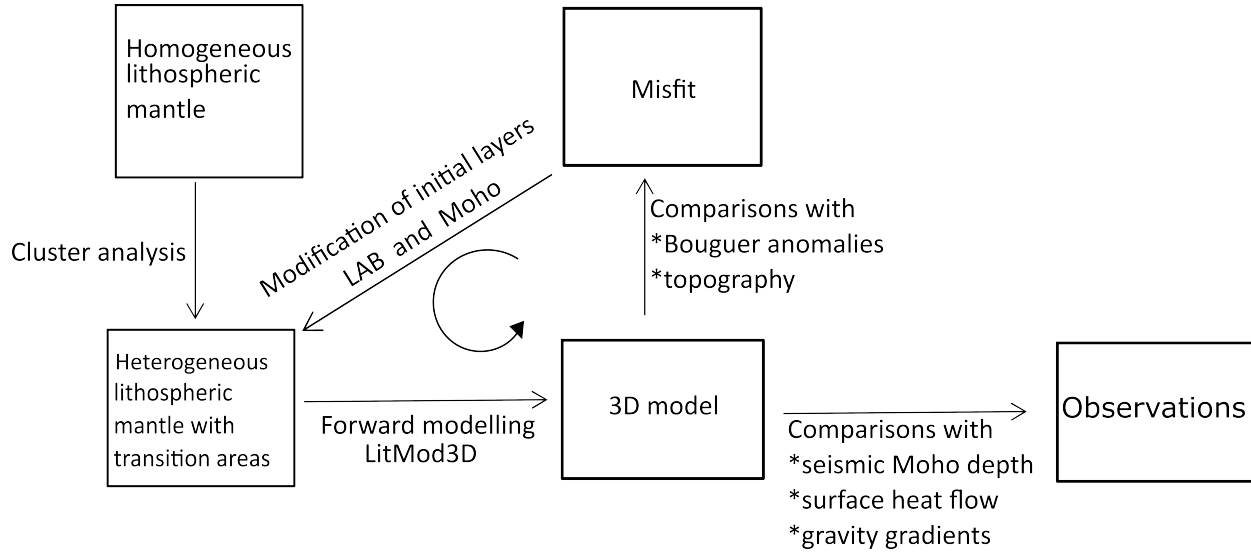 Homogeneous
lithospheric
mantle
Misfit
Modification of initial layers
LAB and Moho
Comparisons with
*Bouguer anomalies
*topography
Cluster analysis
Heterogeneous
lithospheric
mantle with
transition areas
Forward modelling
LitMod3D
3D model
Comparisons with
*seismic Moho depth
*surface heat flow
*gravity gradients
Observations